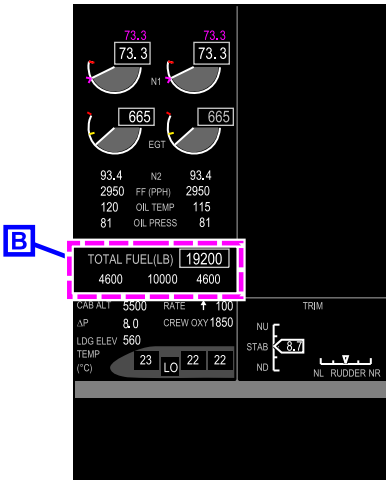 73.3 73.3
73.3 73.3
N1
665 665
EGT
93.4 N2 93.4
2950 FF (PPH) 2950
120 OIL TEMP 115
81 OIL PRESS 81
B
TOTAL FUEL(LB) 19200
4600 10000 4600
CAB ALT 5500 RATE ↑ 100
ΔP 8.0 CREW OXY 1850
LDG ELEV 560
TEMP (°C) 23 LO 22 22
TRIM
NU
STAB 8.7
ND
NL RUDDER NR